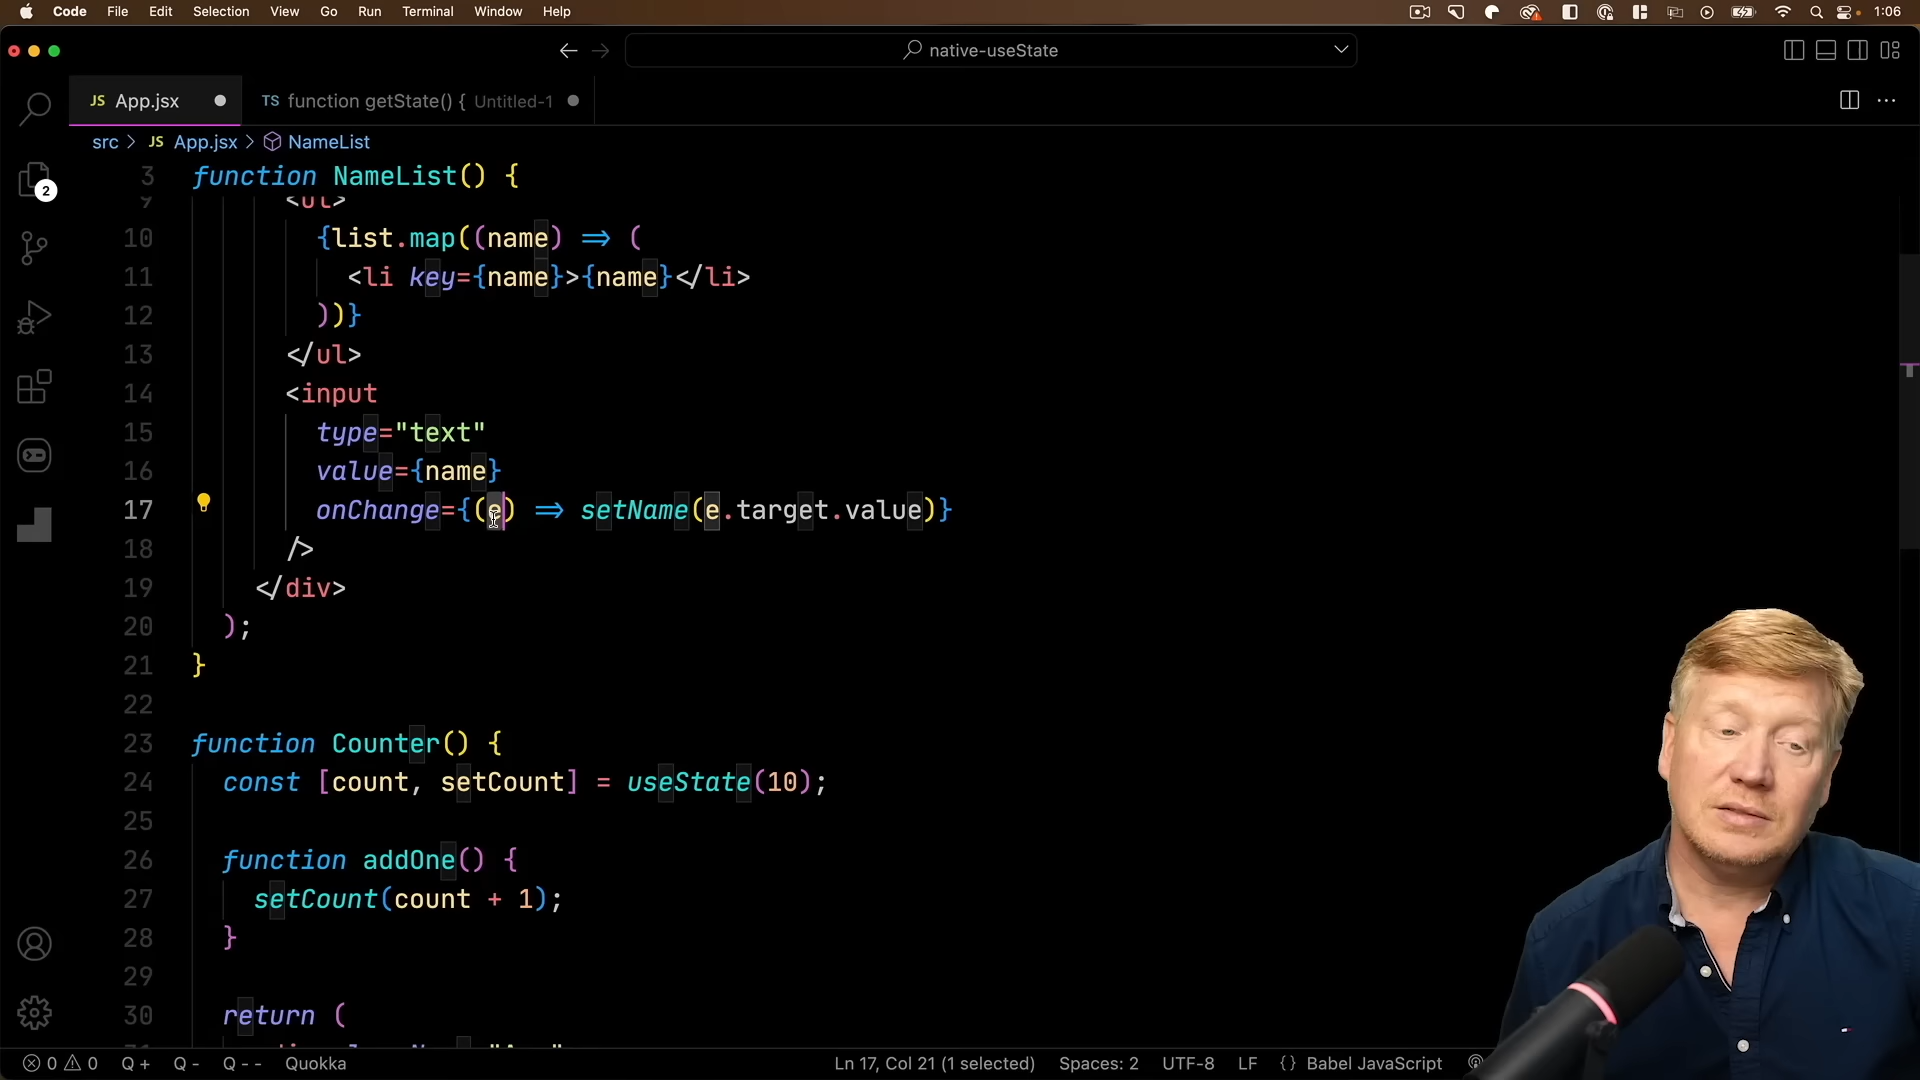 Code File Edit Selection View Go Run Terminal Window Help 1:06
native-useState
JS App.jsx TS function getState() { Untitled-1
src > JS App.jsx > NameList
2
3 function NameList() {
9 <ul>
10 {list.map((name) => (
11 <li key={name}>{name}</li>
12 ))}
13 </ul>
14 <input
15 type="text"
16 value={name}
17 onChange={(e) => setName(e.target.value)}
18 />
19 </div>
20 );
21 }
22
23 function Counter() {
24 const [count, setCount] = useState(10);
25
26 function addOne() {
27 setCount(count + 1);
28 }
29
30 return (
0 0 Q + Q - Q - - Quokka Ln 17, Col 21 (1 selected) Spaces: 2 UTF-8 LF {} Babel JavaScript